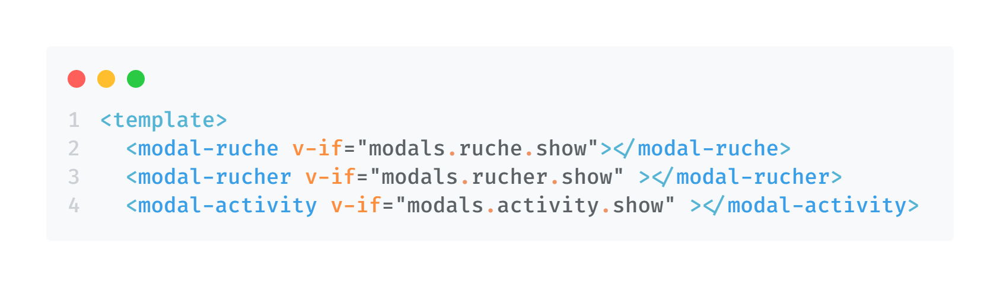 1 <template>
2   <modal-ruche v-if="modals.ruche.show"></modal-ruche>
3   <modal-rucher v-if="modals.rucher.show" ></modal-rucher>
4   <modal-activity v-if="modals.activity.show" ></modal-activity>